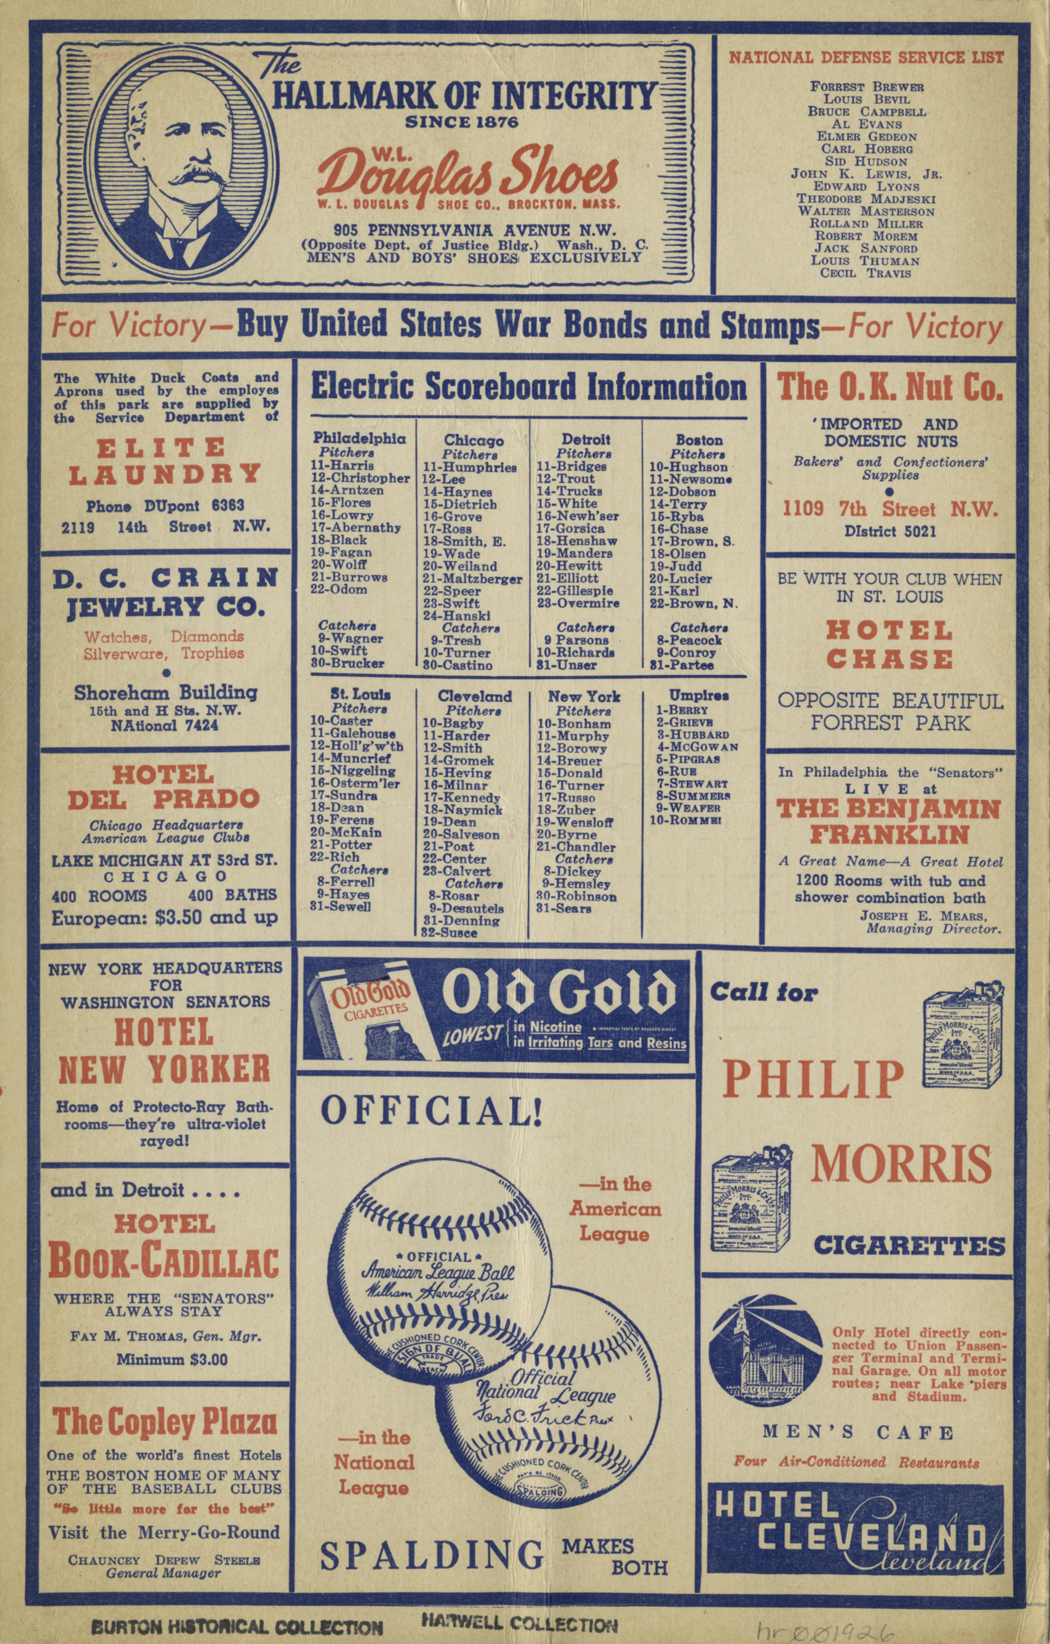 The
HALLMARK OF INTEGRITY
SINCE 1876
W.L.
Douglas Shoes
W. L. DOUGLAS SHOE CO., BROCKTON, MASS.
905 PENNSYLVANIA AVENUE N.W.
(Opposite Dept. of Justice Bldg.) Wash., D. C.
MEN'S AND BOYS' SHOES EXCLUSIVELY
NATIONAL DEFENSE SERVICE LIST
FORREST BREWER
LOUIS BEVIL
BRUCE CAMPBELL
AL EVANS
ELMER GEDEON
CARL HOBERG
SID HUDSON
JOHN K. LEWIS, JR.
EDWARD LYONS
THEODORE MADJESKI
WALTER MASTERSON
ROLLAND MILLER
ROBERT MOREM
JACK SANFORD
LOUIS THUMAN
CECIL TRAVIS
For Victory—Buy United States War Bonds and Stamps—For Victory
The White Duck Coats and
Aprons used by the employes
of this park are supplied by
the Service Department of
ELITE
LAUNDRY
Phone DUpont 6363
2119 14th Street N.W.
D. C. CRAIN
JEWELRY CO.
Watches, Diamonds
Silverware, Trophies
Shoreham Building
15th and H Sts. N.W.
NAtional 7424
HOTEL
DEL PRADO
Chicago Headquarters
American League Clubs
LAKE MICHIGAN AT 53rd ST.
CHICAGO
400 ROOMS 400 BATHS
European: $3.50 and up
Electric Scoreboard Information
Philadelphia
Pitchers
11-Harris
12-Christopher
14-Arntzen
15-Flores
16-Lowry
17-Abernathy
18-Black
19-Fagan
20-Wolff
21-Burrows
22-Odom
Catchers
9-Wagner
10-Swift
30-Brucker
Chicago
Pitchers
11-Humphries
12-Lee
14-Haynes
15-Dietrich
16-Grove
17-Ross
18-Smith, E.
19-Wade
20-Weiland
21-Maltzberger
22-Speer
23-Swift
24-Hanski
Catchers
9-Tresh
10-Turner
30-Castino
Detroit
Pitchers
11-Bridges
12-Trout
14-Trucks
15-White
16-Newh'ser
17-Gorsica
18-Henshaw
19-Manders
20-Hewitt
21-Elliott
22-Gillespie
23-Overmire
Catchers
9 Parsons
10-Richards
31-Unser
Boston
Pitchers
10-Hughson
11-Newsome
12-Dobson
14-Terry
15-Ryba
16-Chase
17-Brown, S.
18-Olsen
19-Judd
20-Lucier
21-Karl
22-Brown, N.
Catchers
8-Peacock
9-Conroy
31-Partee
St. Louis
Pitchers
10-Caster
11-Galehouse
12-Holl'g'w'th
14-Muncrief
15-Niggeling
16-Osterm'ler
17-Sundra
18-Dean
19-Ferens
20-McKain
21-Potter
22-Rich
Catchers
8-Ferrell
9-Hayes
31-Sewell
Cleveland
Pitchers
10-Bagby
11-Harder
12-Smith
14-Gromek
15-Heving
16-Milnar
17-Kennedy
18-Naymick
19-Dean
20-Salveson
21-Poat
22-Center
23-Calvert
Catchers
8-Rosar
9-Desautels
31-Denning
32-Susce
New York
Pitchers
10-Bonham
11-Murphy
12-Borowy
14-Breuer
15-Donald
16-Turner
17-Russo
18-Zuber
19-Wensloff
20-Byrne
21-Chandler
Catchers
8-Dickey
9-Hemsley
30-Robinson
31-Sears
Umpires
1-BERRY
2-GRIEVE
3-HUBBARD
4-MCGOWAN
5-PIPGRAS
6-RUE
7-STEWART
8-SUMMERS
9-WEAFER
10-ROMMEL
The O.K. Nut Co.
'IMPORTED AND
DOMESTIC NUTS
Bakers' and Confectioners'
Supplies
1109 7th Street N.W.
DIstrict 5021
BE WITH YOUR CLUB WHEN
IN ST. LOUIS
HOTEL
CHASE
OPPOSITE BEAUTIFUL
FORREST PARK
In Philadelphia the "Senators"
LIVE at
THE BENJAMIN
FRANKLIN
A Great Name—A Great Hotel
1200 Rooms with tub and
shower combination bath
JOSEPH E. MEARS,
Managing Director.
NEW YORK HEADQUARTERS
FOR
WASHINGTON SENATORS
HOTEL
NEW YORKER
Home of Protecto-Ray Bath-
rooms—they're ultra-violet
rayed!
and in Detroit . . . .
HOTEL
BOOK-CADILLAC
WHERE THE "SENATORS"
ALWAYS STAY
FAY M. THOMAS, Gen. Mgr.
Minimum $3.00
The Copley Plaza
One of the world's finest Hotels
THE BOSTON HOME OF MANY
OF THE BASEBALL CLUBS
"So little more for the best"
Visit the Merry-Go-Round
CHAUNCEY DEPEW STEELE
General Manager
Old Gold
CIGARETTES
Old Gold
LOWEST in Nicotine * IMPARTIAL TESTS BY READER'S DIGEST
in Irritating Tars and Resins
OFFICIAL!
—in the
American
League
* OFFICIAL *
American League Ball
William Harridge, Pres
CUSHIONED CORK CENTER
SIGN OF QUAL
TRADE
Official
National League
Ford C. Frick Pres
CUSHIONED CORK CENTER
SPALDING
—in the
National
League
SPALDING MAKES
BOTH
Call for
PHILIP
MORRIS
CIGARETTES
PHILIP MORRIS & CO. LTD.
PHILIP MORRIS & CO. LTD.
Only Hotel directly con-
nected to Union Passen-
ger Terminal and Termi-
nal Garage. On all motor
routes; near Lake 'piers
and Stadium.
MEN'S CAFE
Four Air-Conditioned Restaurants
HOTEL
CLEVELAND
Cleveland
BURTON HISTORICAL COLLECTION
HARWELL COLLECTION
hr001926